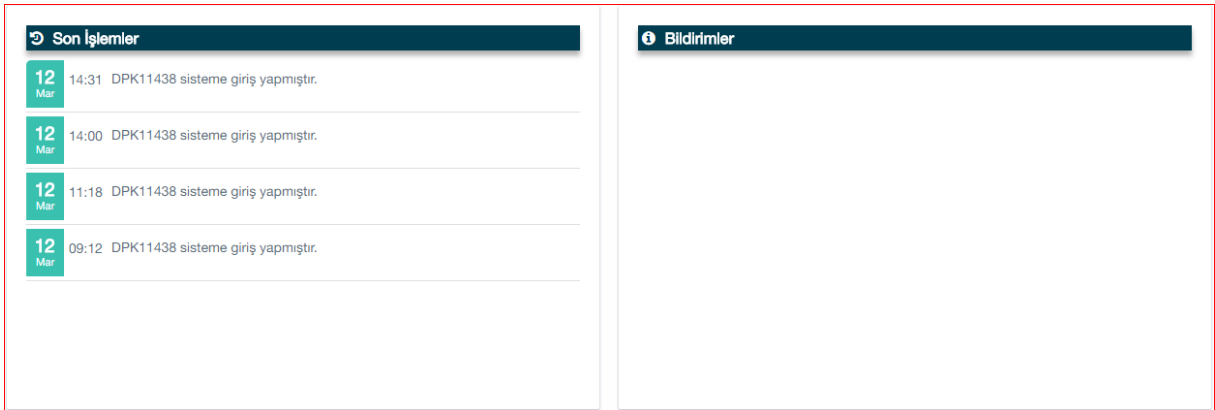 Son İşlemler
12
Mar
14:31 DPK11438 sisteme giriş yapmıştır.
12
Mar
14:00 DPK11438 sisteme giriş yapmıştır.
12
Mar
11:18 DPK11438 sisteme giriş yapmıştır.
12
Mar
09:12 DPK11438 sisteme giriş yapmıştır.
Bildirimler